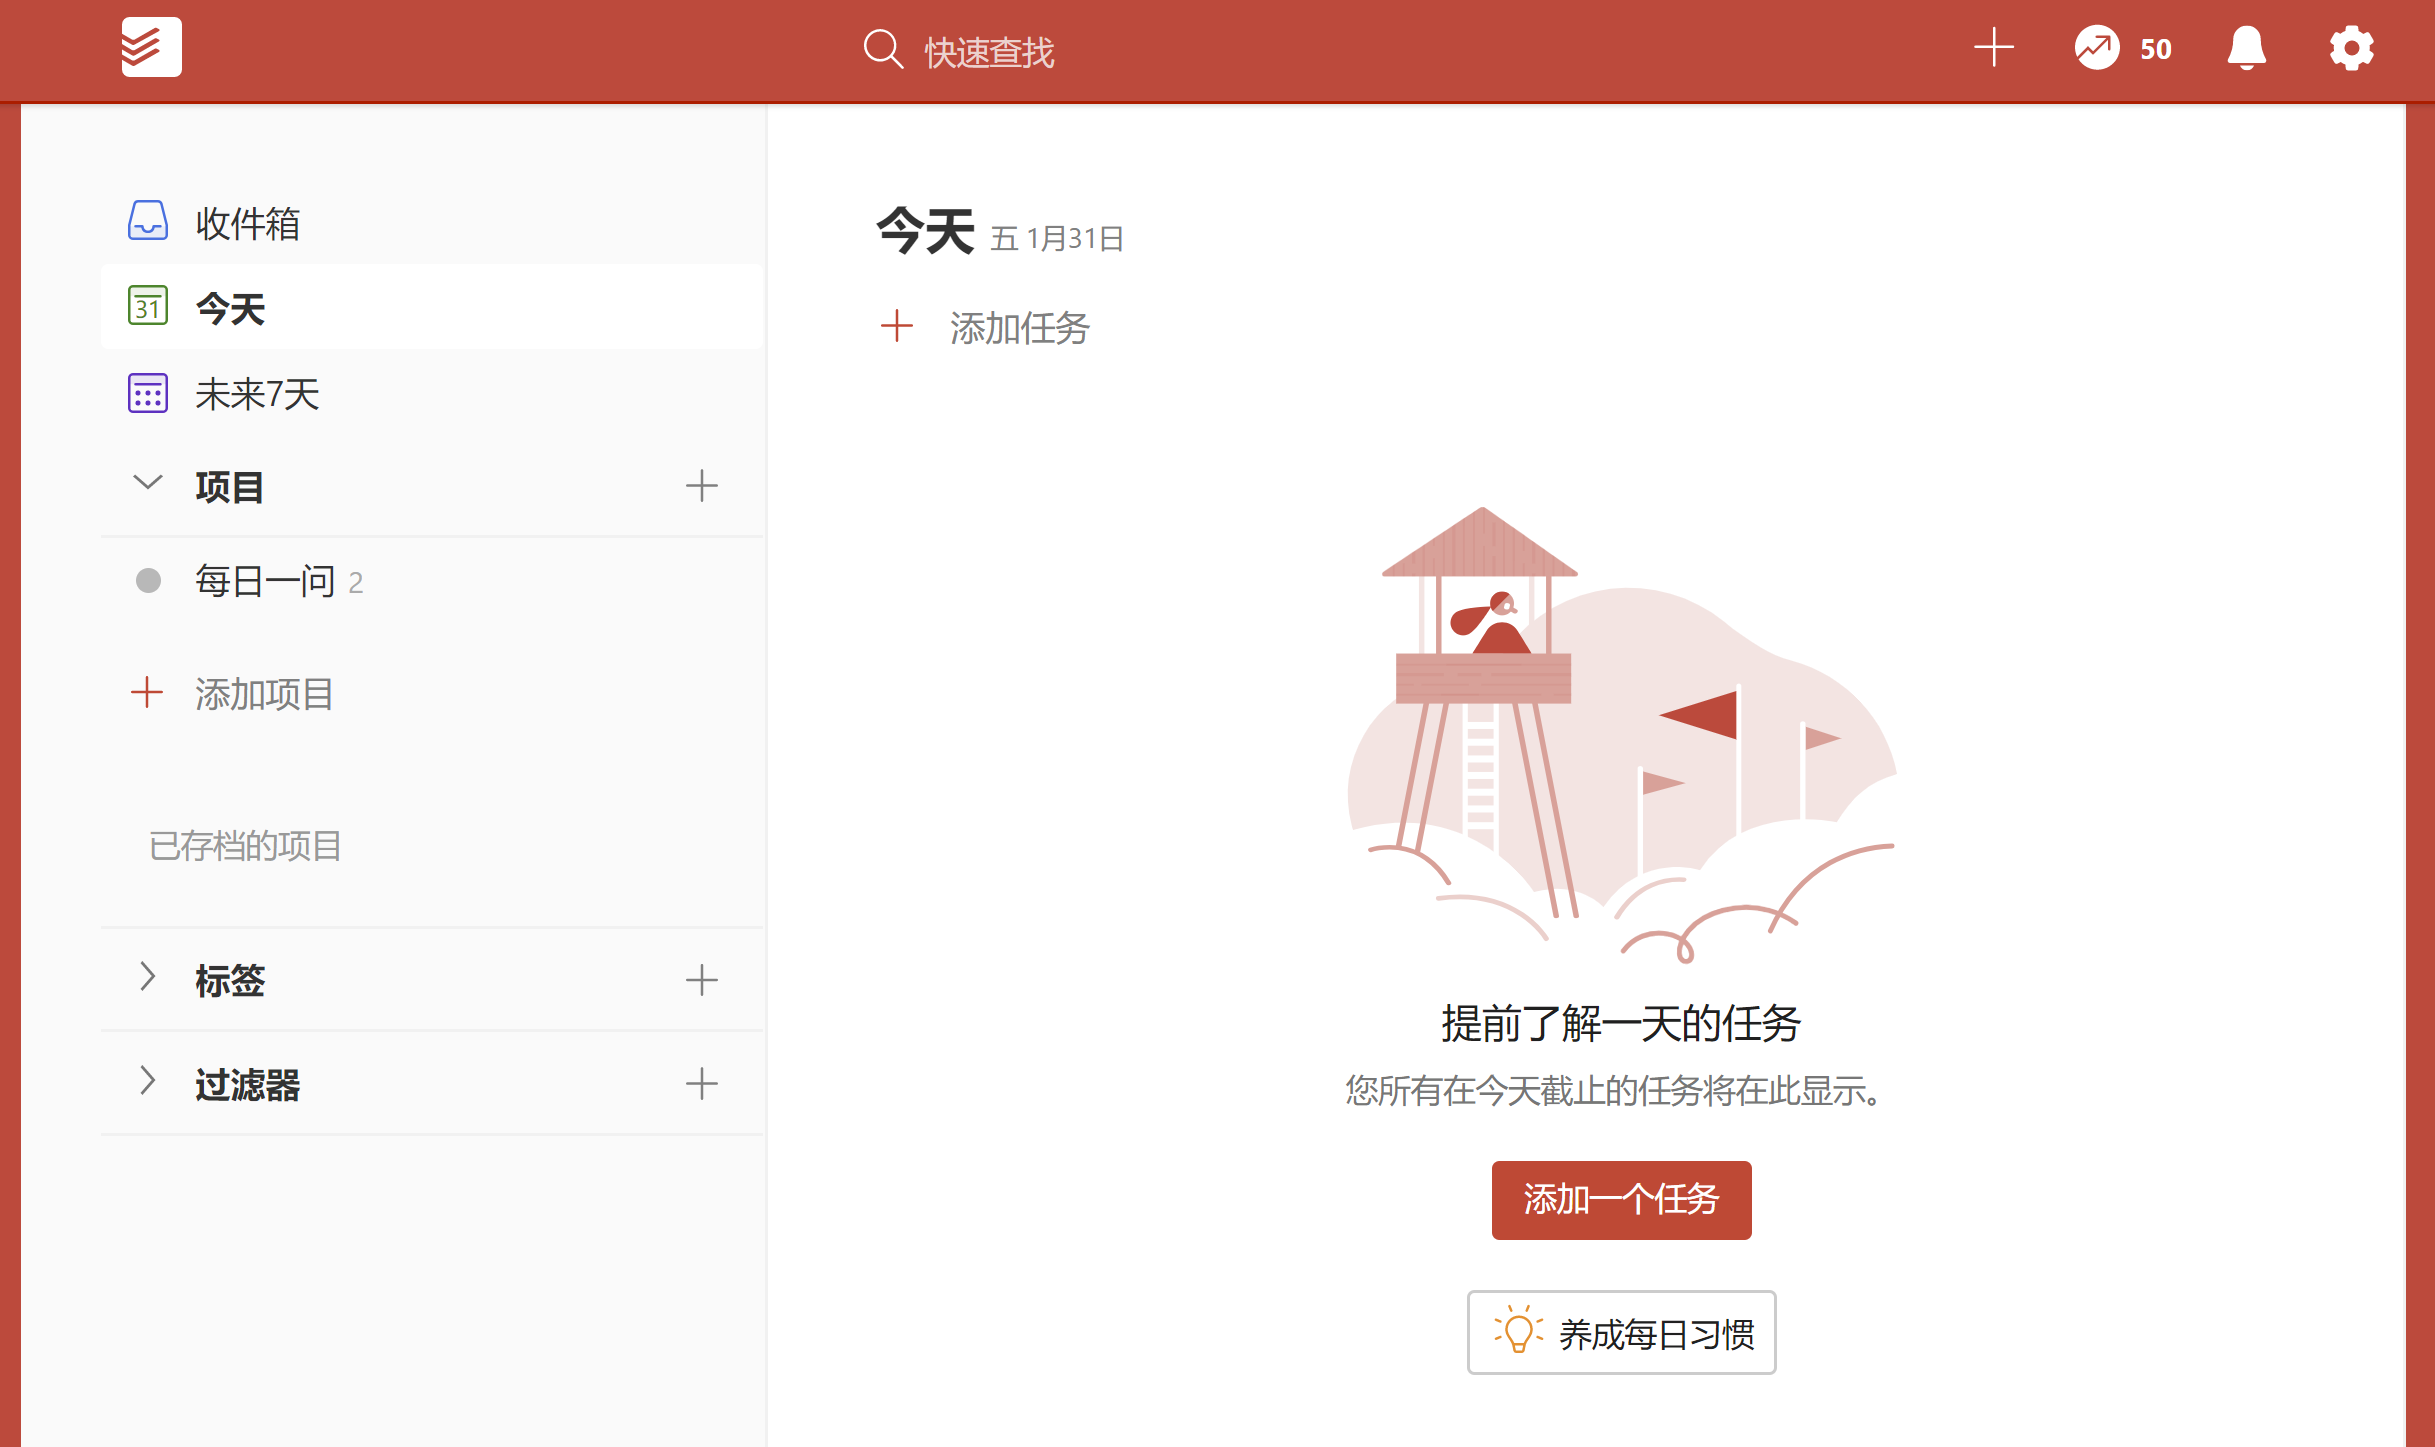 快速查找
50
收件箱
31
今天
未来7天
项目
每日一问 2
添加项目
已存档的项目
标签
过滤器
今天 五 1月31日
添加任务
提前了解一天的任务
您所有在今天截止的任务将在此显示。
添加一个任务
养成每日习惯